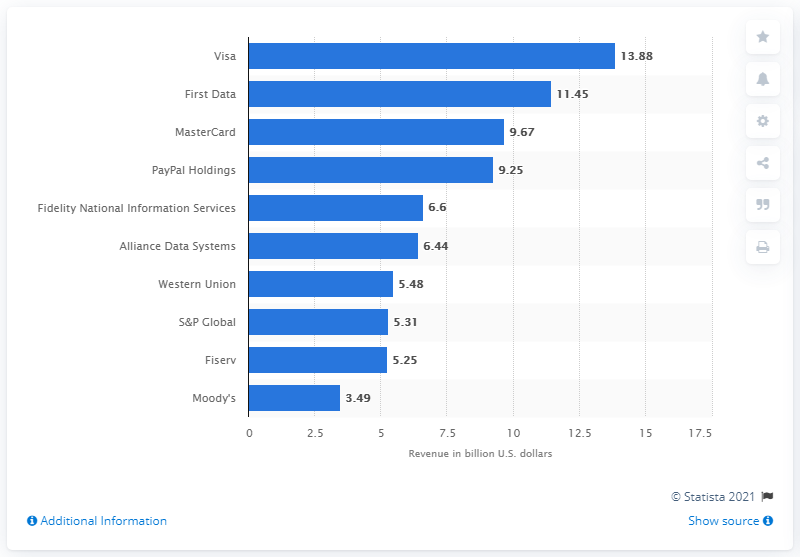 Visa 13.88
First Data 11.45
MasterCard 9.67
PayPal Holdings 9.25
Fidelity National Information Services 6.6
Alliance Data Systems 6.44
Western Union 5.48
S&P Global 5.31
Fiserv 5.25
Moody's 3.49
0 2.5 5 7.5 10 12.5 15 17.5
Revenue in billion U.S. dollars
© Statista 2021
Additional Information Show source